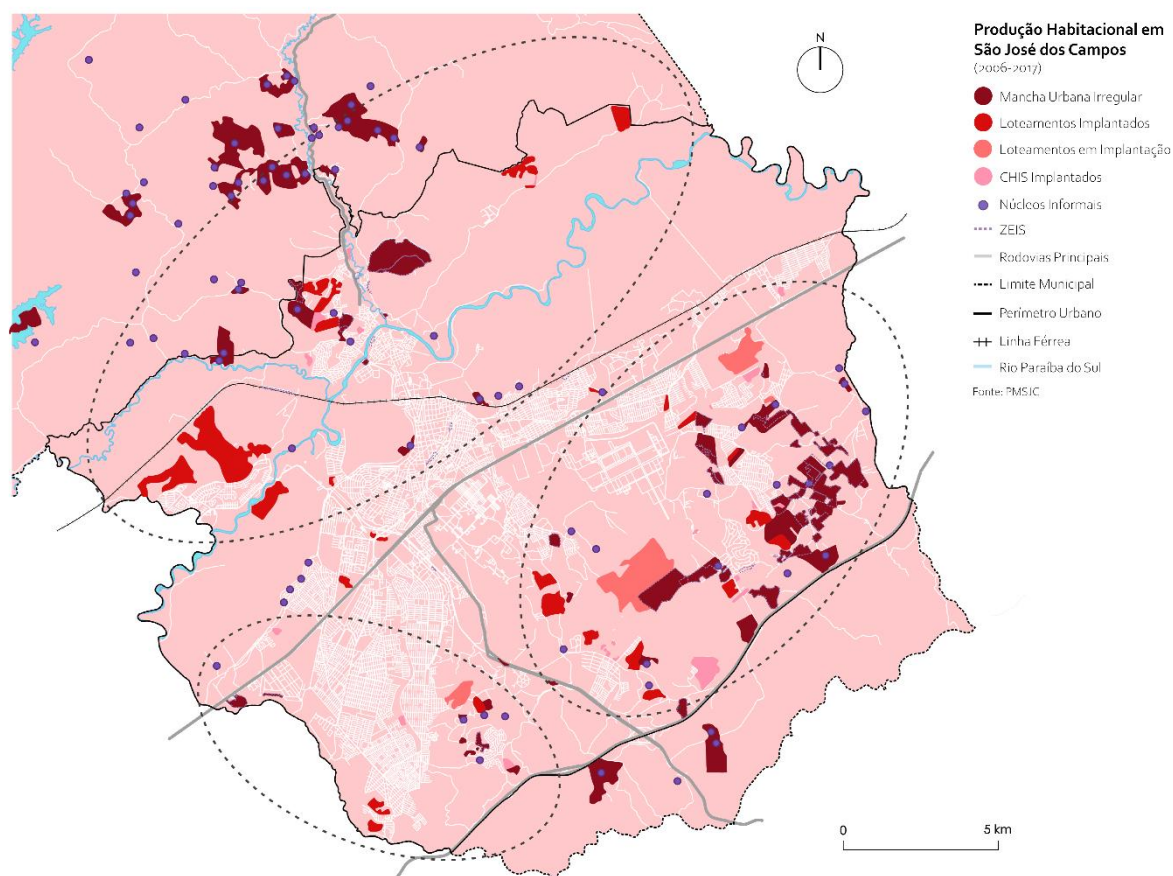 N
Produção Habitacional em
São José dos Campos
(2006-2017)
Mancha Urbana Irregular
Loteamentos Implantados
Loteamentos em Implantação
CHIS Implantados
Núcleos Informais
ZEIS
Rodovias Principais
Limite Municipal
Perímetro Urbano
Linha Férrea
Rio Paraíba do Sul
Fonte: PMSJC
0 5 km